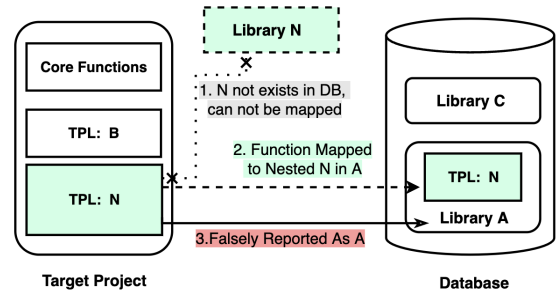 Library N
Core Functions
1. N not exists in DB,
can not be mapped
Library C
TPL: B
2. Function Mapped
to Nested N in A
TPL: N
TPL: N
Library A
3.Falsely Reported As A
Target Project
Database